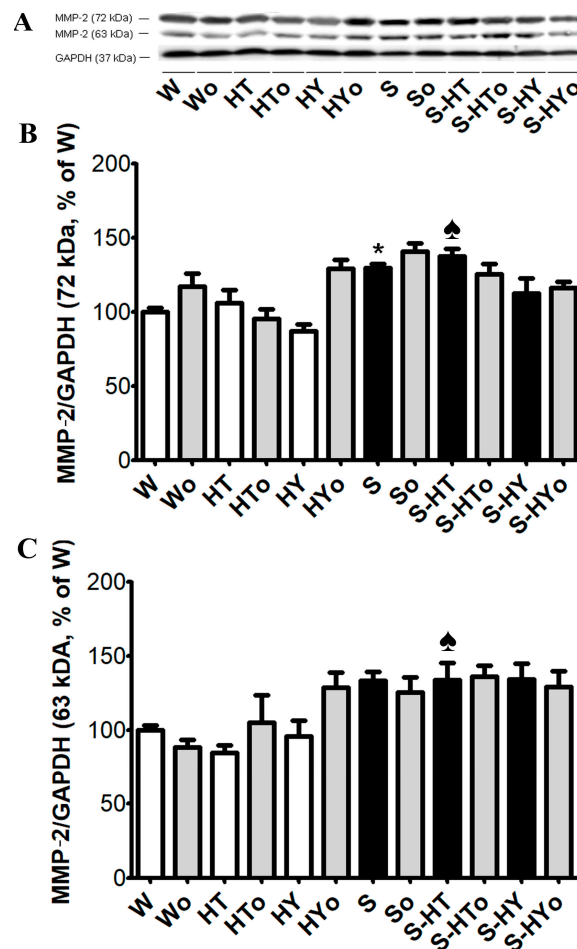 A
MMP-2 (72 kDa) —
MMP-2 (63 kDa) —
GAPDH (37 kDa) —
W Wo HT HTo HY HYo S So S-HT S-HTo S-HY S-HYo
B
MMP-2/GAPDH (72 kDa, % of W)
200
150
100
50
0
* ♠
W Wo HT HTo HY HYo S So S-HT S-HTo S-HY S-HYo
C
MMP-2/GAPDH (63 kDA, % of W)
200
150
100
50
0
♠
W Wo HT HTo HY HYo S So S-HT S-HTo S-HY S-HYo